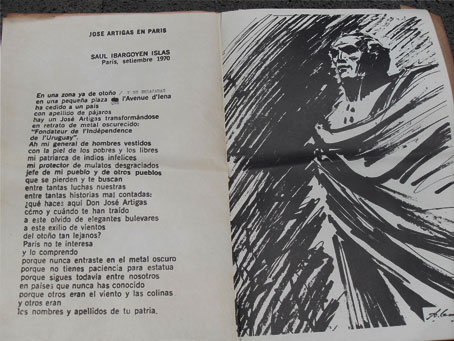 JOSE ARTIGAS EN PARIS
SAUL IBARGOYEN ISLAS
París, setiembre 1970
En una zona ya de otoño
en una pequeña plaza de l'Avenue d'Iena
ha cedido a un país
con apellido de pájaros
hay un José Artigas transformándose
en retrato de metal oscurecido:
"Fondateur de l'Indépendence
de l'Uruguay".
Ah mi general de hombres vestidos
con la piel de los pobres y los libres
mi patriarca de indios infelices
mi protector de mulatos desgraciados
jefe de mi pueblo y de otros pueblos
que se pierden y te buscan
entre tantas luchas nuestras
entre tantas historias mal contadas:
¿qué haces aquí Don José Artigas
cómo y cuándo te han traído
a este olvido de elegantes bulevares
a este exilio de vientos
del otoño tan lejanos?
París no te interesa
y lo comprendo
porque nunca entraste en el metal oscuro
porque no tienes paciencia para estatua
porque sigues todavía entre nosotros
en países que nunca has conocido
porque otros eran el viento y las colinas
y otros eran
los nombres y apellidos de tu patria.